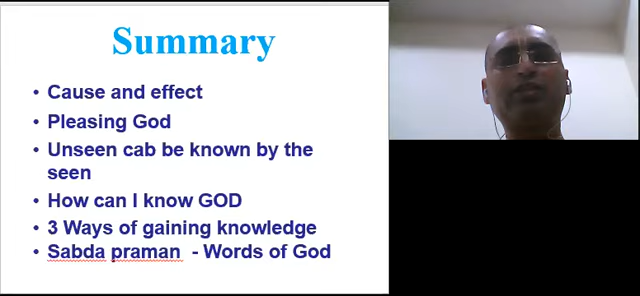 Summary
• Cause and effect
• Pleasing God
• Unseen cab be known by the
seen
• How can I know GOD
• 3 Ways of gaining knowledge
• Sabda praman - Words of God